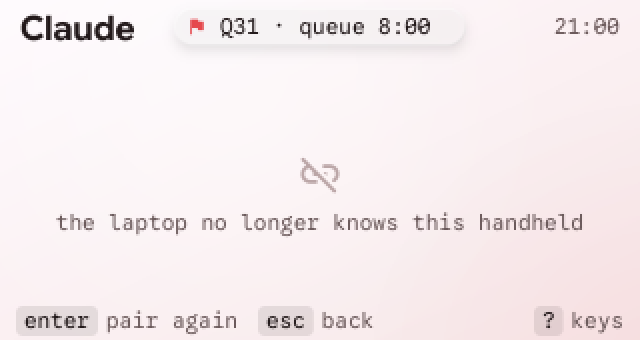 Claude
Q31 · queue 8:00
21:00
the laptop no longer knows this handheld
enter pair again esc back ? keys